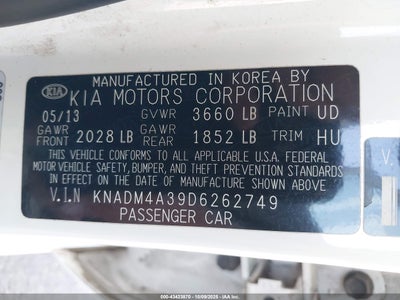 MANUFACTURED IN KOREA BY
KIA KIA MOTORS CORPORATION
05/13 GVWR 3660 LB PAINT UD
GAWR FRONT 2028 LB GAWR REAR 1852 LB TRIM HU
THIS VEHICLE CONFORMS TO ALL APPLICABLE U.S.A. FEDERAL
MOTOR VEHICLE SAFETY, BUMPER, AND THEFT PREVENTION STANDARDS
IN EFFECT ON THE DATE OF MANUFACTURE SHOWN ABOVE.
V.I.N KNADM4A39D6262749
PASSENGER CAR
V.